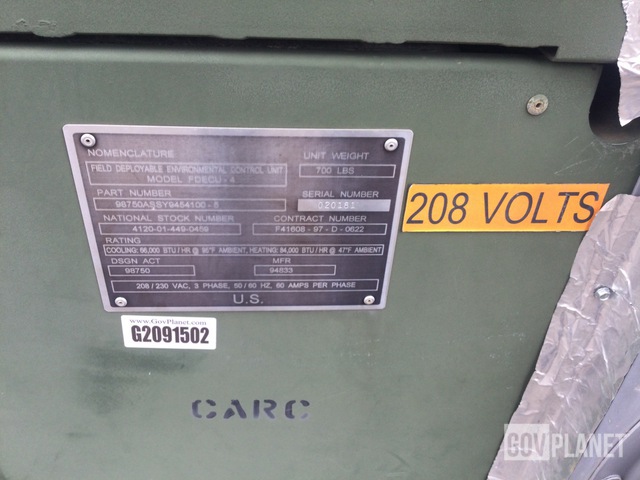 NOMENCLATURE
FIELD DEPLOYABLE ENVIRONMENTAL CONTROL UNIT
MODEL FDECU - 4
UNIT WEIGHT
700 LBS
PART NUMBER
98750ASSY9454100 - 5
SERIAL NUMBER
020181
NATIONAL STOCK NUMBER
4120-01-449-0459
CONTRACT NUMBER
F41608 - 97 - D - 0622
RATING
COOLING: 66,000 BTU / HR @ 95°F AMBIENT, HEATING: 84,000 BTU / HR @ 47°F AMBIENT
DSGN ACT
98750
MFR
94833
208 / 230 VAC, 3 PHASE, 50 / 60 HZ, 60 AMPS PER PHASE
U.S.
208 VOLTS
www.GovPlanet.com
G2091502
CARC
GOVPLANET